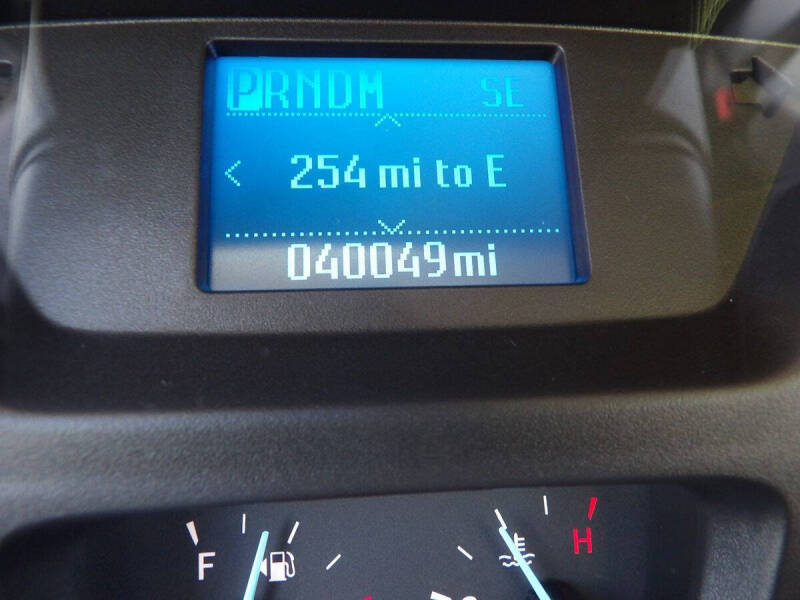 PRNDM SE
254 mi to E
040049mi
F H